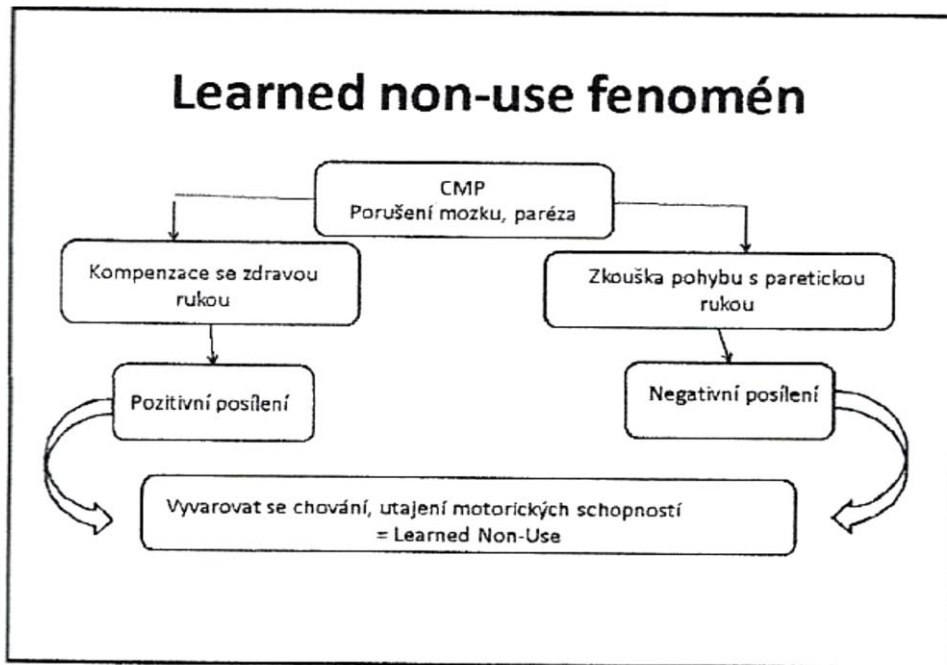 Learned non-use fenomén
CMP
Porušení mozku, paréza
Kompenzace se zdravou
rukou
Zkouška pohybu s paretickou
rukou
Pozitivní posílení
Negativní posílení
Vyvarovat se chování, utajení motorických schopností
= Learned Non-Use